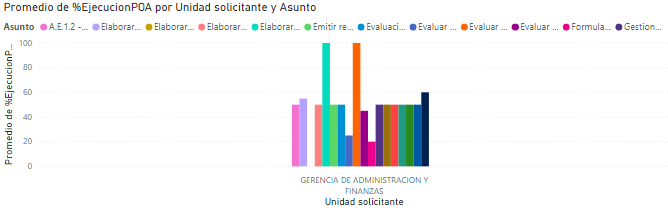 Promedio de %EjecucionPOA por Unidad solicitante y Asunto
Asunto A.E.1.2 -... Elaborar... Elaborar... Elaborar... Elaborar... Emitir re... Evaluaci... Evaluar ... Evaluar ... Evaluar ... Formula... Gestion...
Promedio de %EjecucionP...
100
80
60
40
20
0
GERENCIA DE ADMINISTRACION Y
FINANZAS
Unidad solicitante